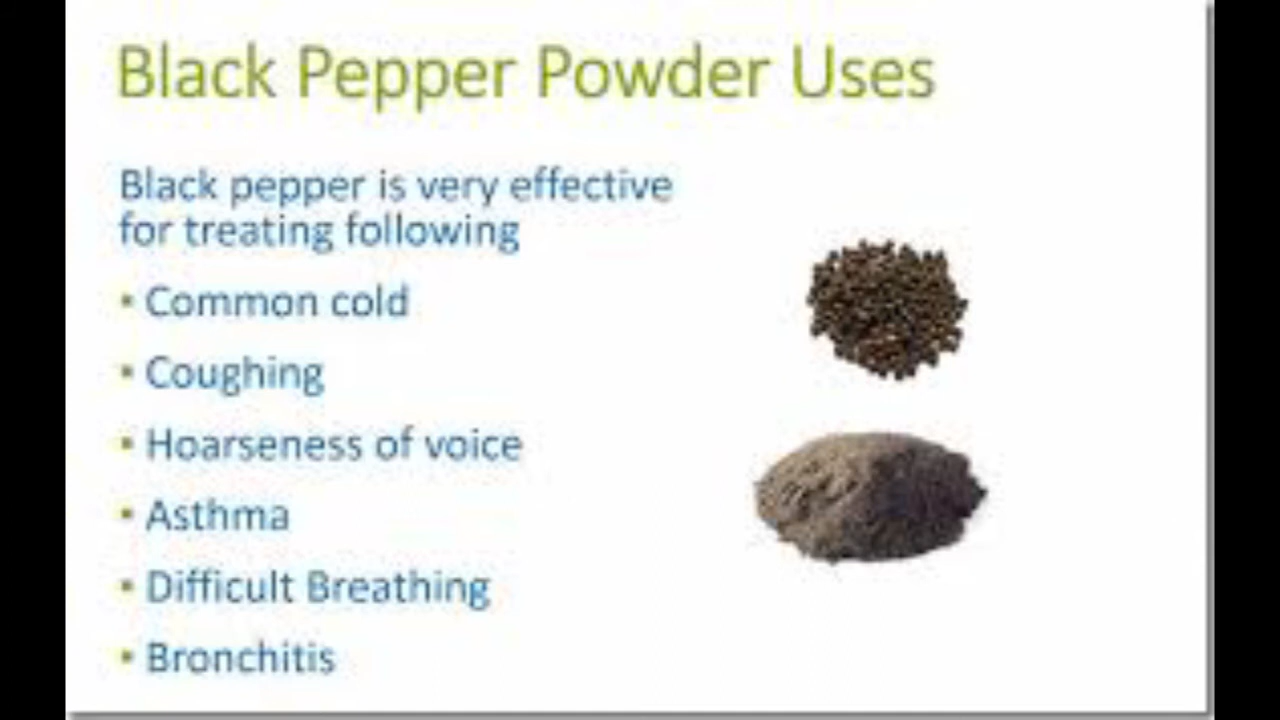 Black Pepper Powder Uses
Black pepper is very effective
for treating following
▪ Common cold
▪ Coughing
▪ Hoarseness of voice
▪ Asthma
▪ Difficult Breathing
▪ Bronchitis